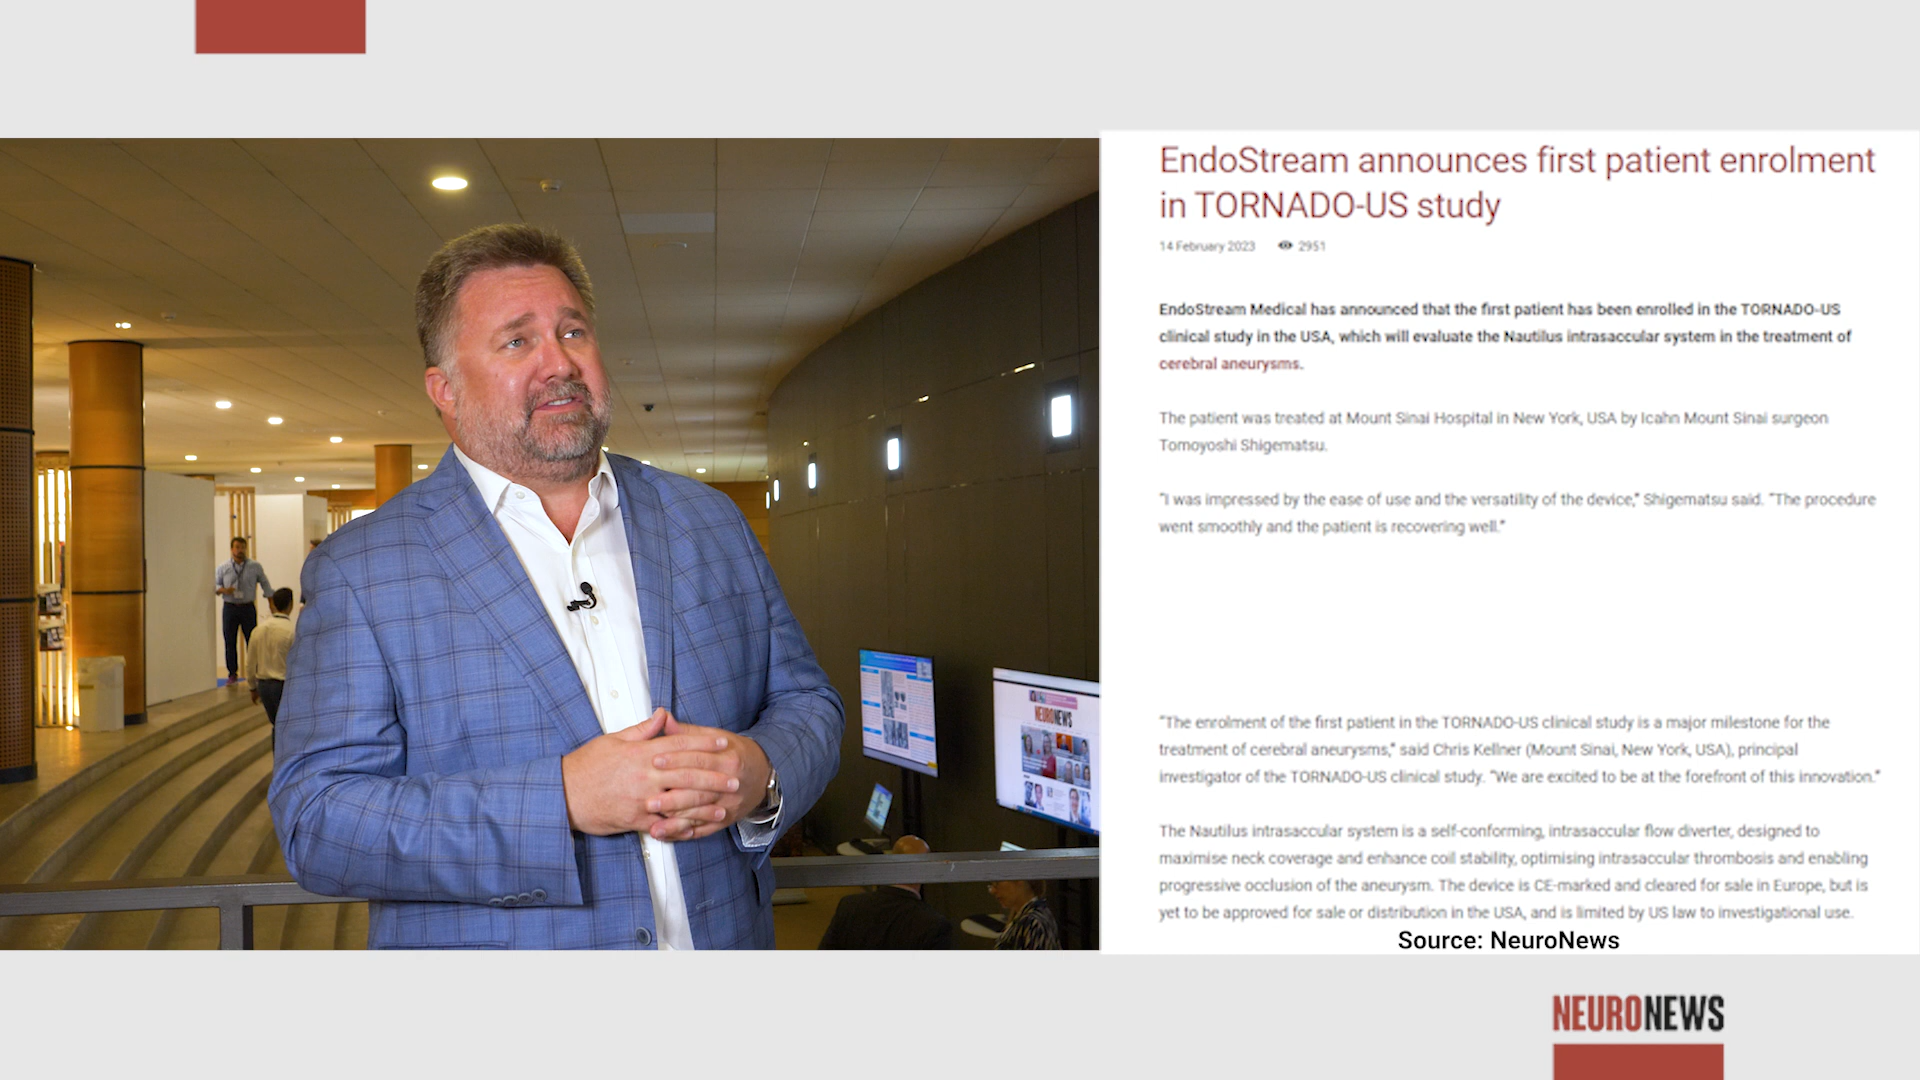 EndoStream announces first patient enrolment
in TORNADO-US study
14 February 2023 2951
EndoStream Medical has announced that the first patient has been enrolled in the TORNADO-US
clinical study in the USA, which will evaluate the Nautilus intrasaccular system in the treatment of
cerebral aneurysms.
The patient was treated at Mount Sinai Hospital in New York, USA by Icahn Mount Sinai surgeon
Tomoyoshi Shigematsu.
“I was impressed by the ease of use and the versatility of the device,” Shigematsu said. “The procedure
went smoothly and the patient is recovering well.”
“The enrolment of the first patient in the TORNADO-US clinical study is a major milestone for the
treatment of cerebral aneurysms,” said Chris Kellner (Mount Sinai, New York, USA), principal
investigator of the TORNADO-US clinical study. “We are excited to be at the forefront of this innovation.”
The Nautilus intrasaccular system is a self-conforming, intrasaccular flow diverter, designed to
maximise neck coverage and enhance coil stability, optimising intrasaccular thrombosis and enabling
progressive occlusion of the aneurysm. The device is CE-marked and cleared for sale in Europe, but is
yet to be approved for sale or distribution in the USA, and is limited by US law to investigational use.
Source: NeuroNews
NEURONEWS
NEURONEWS